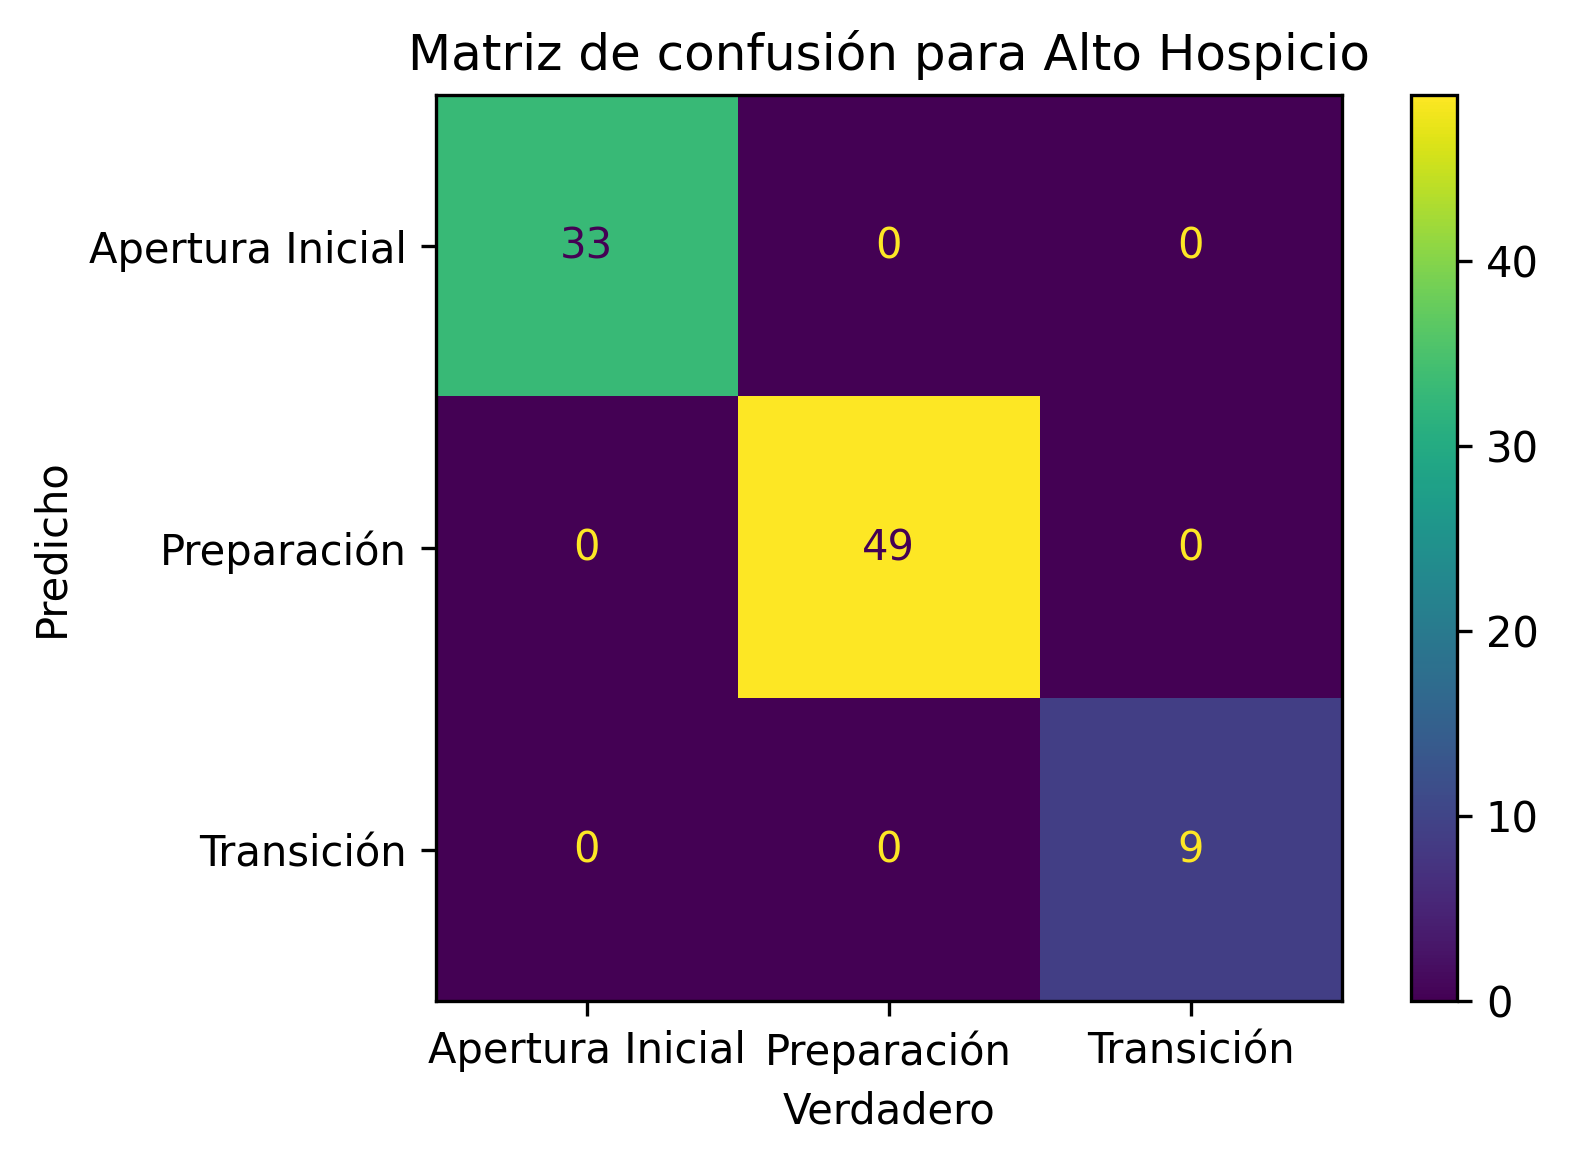 Matriz de confusión para Alto Hospicio
Predicho
Apertura Inicial
33
0
0
Preparación
0
49
0
Transición
0
0
9
Apertura Inicial
Preparación
Transición
Verdadero
40
30
20
10
0